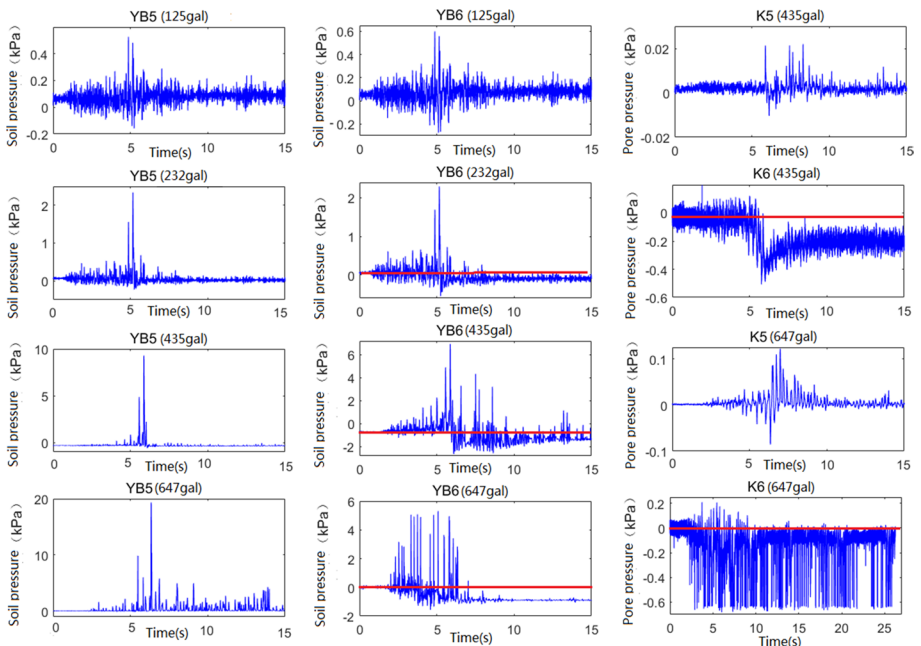 YB5 (125gal)
Soil pressure（kPa）
0.4
0.2
0
-0.2
0
5
10
15
Time(s)
YB6 (125gal)
Soil pressure（kPa）
0.6
0.4
0.2
0
-
0
5
10
15
Time(s)
K5 (435gal)
Pore pressure（kPa）
0.02
0
-0.02
0
5
10
15
Time(s)
YB5 (232gal)
Soil pressure（kPa）
2
1
0
0
5
10
15
Time(s)
YB6 (232gal)
Soil pressure（kPa）
2
1
0
0
5
10
15
Time(s)
K6 (435gal)
Pore pressure（kPa）
0
-0.2
-0.4
0.6
0
5
10
15
Time(s)
YB5 (435gal)
Soil pressure（kPa）
10
5
0
0
5
10
15
Time(s)
YB6 (435gal)
Soil pressure（kPa）
6
4
2
0
-2
0
5
10
15
Time(s)
K5 (647gal)
Pore pressure（kPa）
0.1
0
0.1
0
5
10
15
Time(s)
YB5 (647gal)
Soil pressure（kPa）
20
10
0
0
5
10
15
Time(s)
YB6 (647gal)
Soil pressure（kPa）
6
4
2
0
-2
0
5
10
15
Time(s)
K6 (647gal)
Pore pressure（kPa）
0.2
0
-0.2
-0.4
-0.6
0
5
10
15
20
25
Time(s)